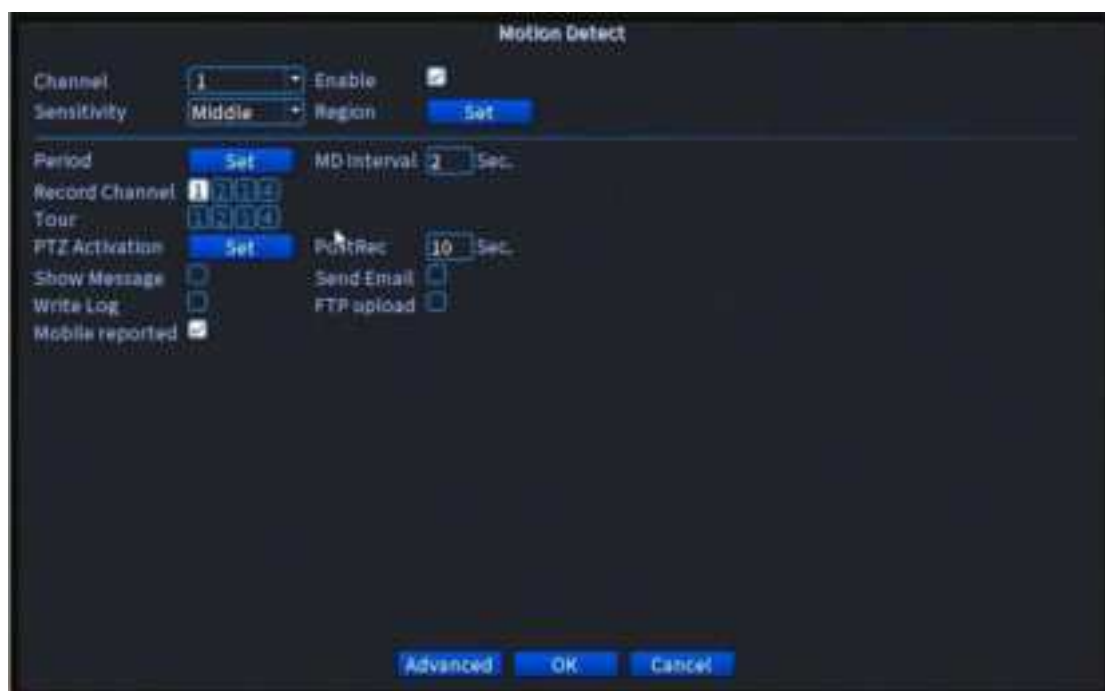 Motion Detect
Channel 1 Enable
Sensitivity Middle Region Set
Period Set MD Interval 2 Sec.
Record Channel 1 2 3 4
Tour 1 2 3 4
PTZ Activation Set PostRec 10 Sec.
Show Message Send Email
Write Log FTP upload
Mobile reported
Advanced OK Cancel